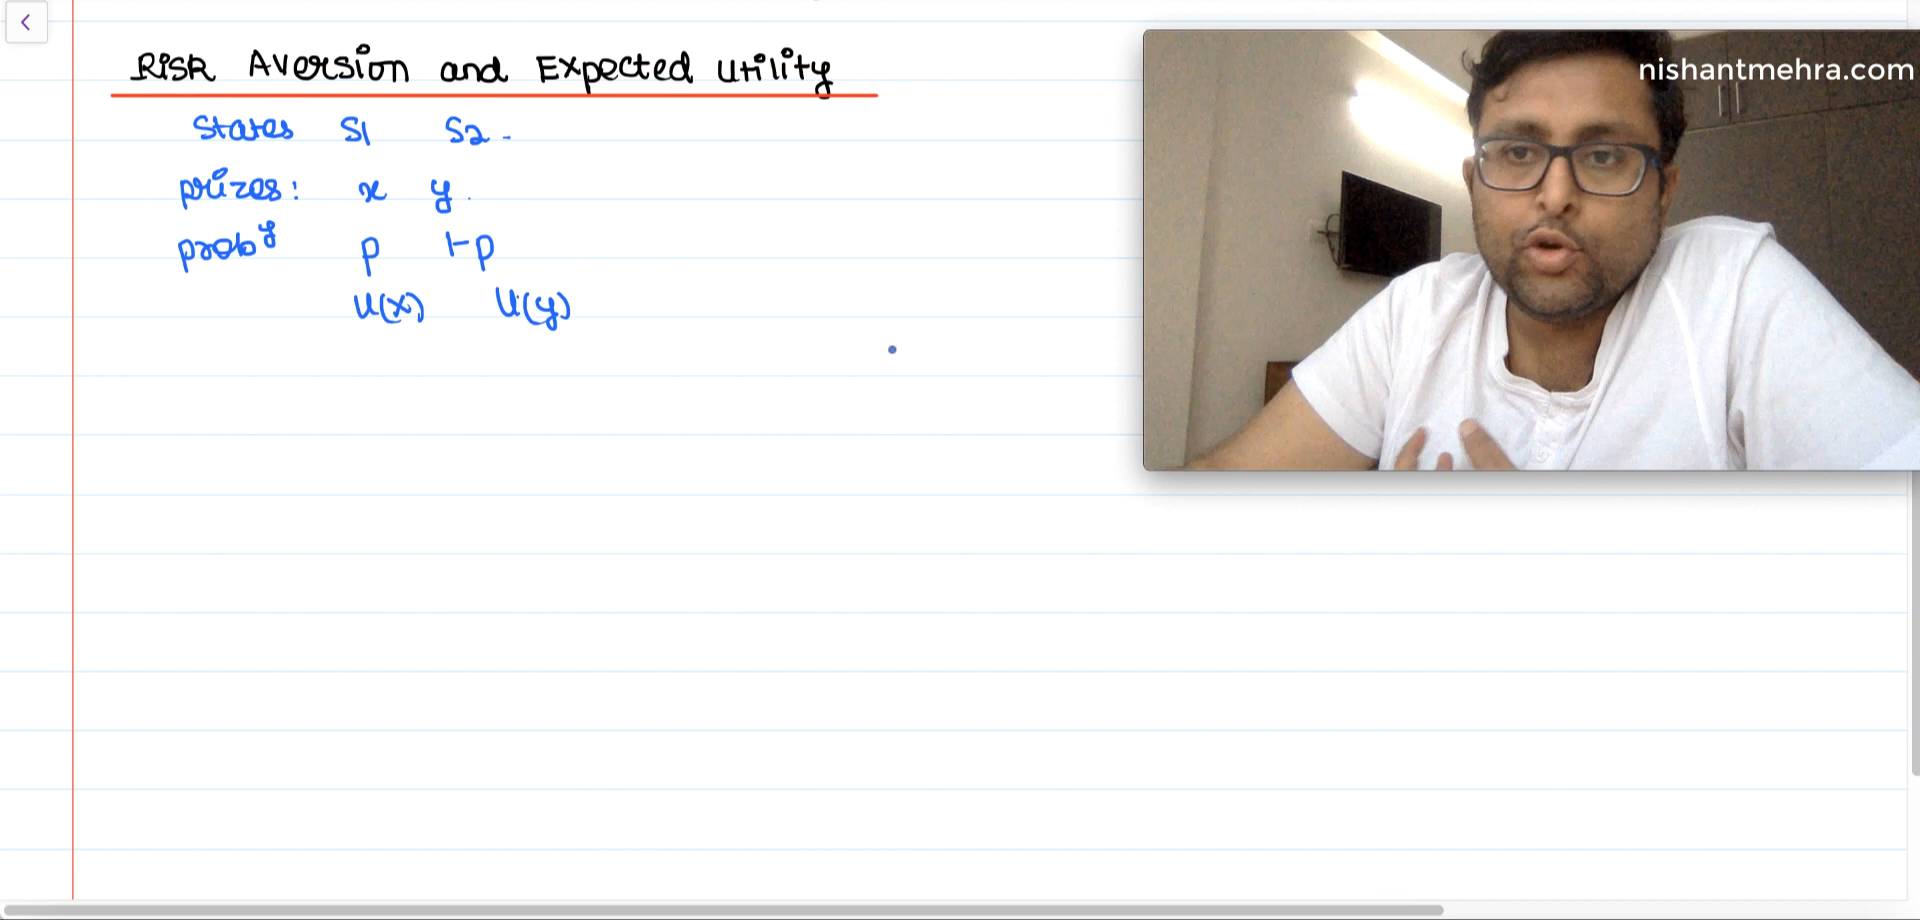 Risk Aversion and Expected Utility
States S1 S2
prizes: x y
prob^y p 1-p
U(x) U(y)
nishantmehra.com